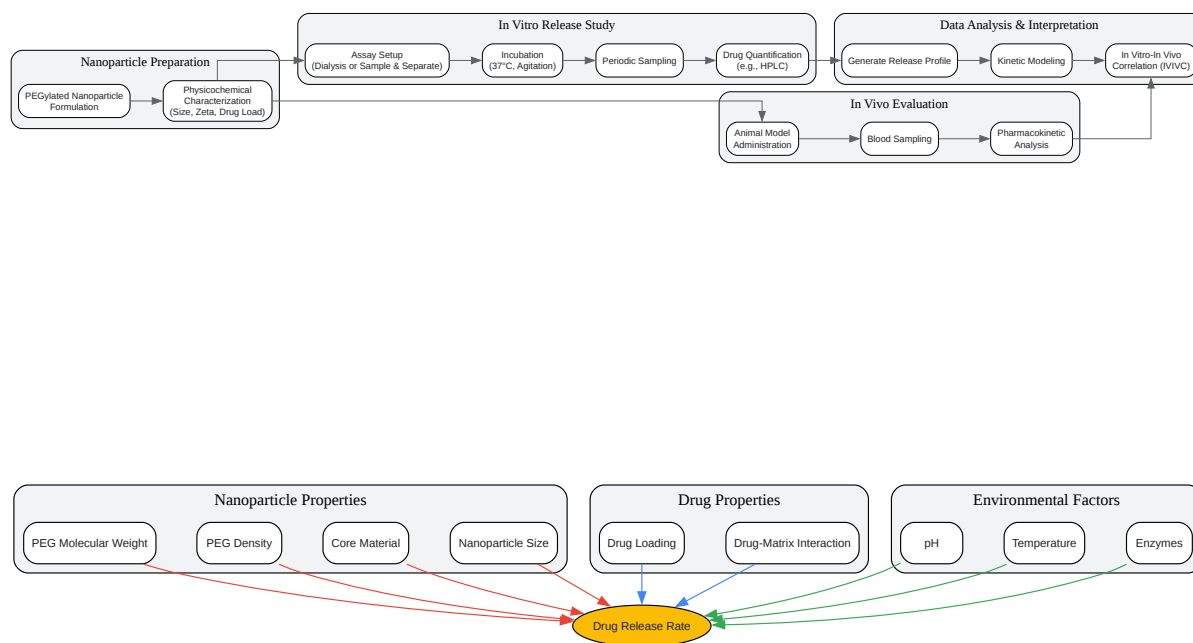 In Vitro Release Study
Assay Setup
(Dialysis or Sample & Separate)
Incubation
(37°C, Agitation)
Periodic Sampling
Drug Quantification
(e.g., HPLC)
Data Analysis & Interpretation
Generate Release Profile
Kinetic Modeling
In Vitro-In Vivo
Correlation (IVIVC)
Nanoparticle Preparation
PEGylated Nanoparticle
Formulation
Physicochemical
Characterization
(Size, Zeta, Drug Load)
In Vivo Evaluation
Animal Model
Administration
Blood Sampling
Pharmacokinetic
Analysis
Nanoparticle Properties
PEG Molecular Weight
PEG Density
Core Material
Nanoparticle Size
Drug Properties
Drug Loading
Drug-Matrix Interaction
Environmental Factors
pH
Temperature
Enzymes
Drug Release Rate